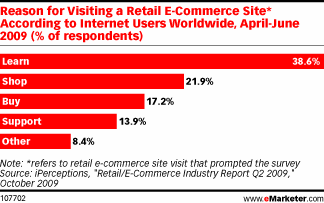 Reason for Visiting a Retail E-Commerce Site*
According to Internet Users Worldwide, April-June
2009 (% of respondents)
Learn 38.6%
Shop 21.9%
Buy 17.2%
Support 13.9%
Other 8.4%
Note: *refers to retail e-commerce site visit that prompted the survey
Source: iPerceptions, "Retail/E-Commerce Industry Report Q2 2009,"
October 2009
107702 www.eMarketer.com